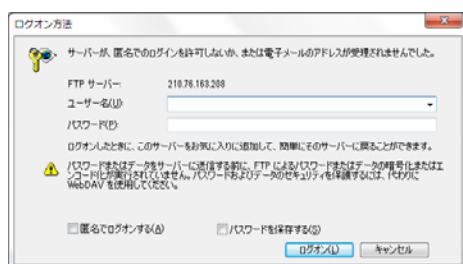 ログオン方法
サーバーが、匿名でのログインを許可しないか、または電子メールのアドレスが受理されませんでした。
FTP サーバー: 210.76.163.208
ユーザー名(U):
パスワード(P):
ログオンしたときに、このサーバーをお気に入りに追加して、簡単にそのサーバーに戻ることができます。
パスワードまたはデータをサーバーに送信する前に、FTP によるパスワードまたはデータの暗号化またはエ
ンコード化が実行されていません。パスワードおよびデータのセキュリティを保護するには、代わりに
WebDAV を使用してください。
匿名でログオンする(A) パスワードを保存する(S)
ログオン(L) キャンセル